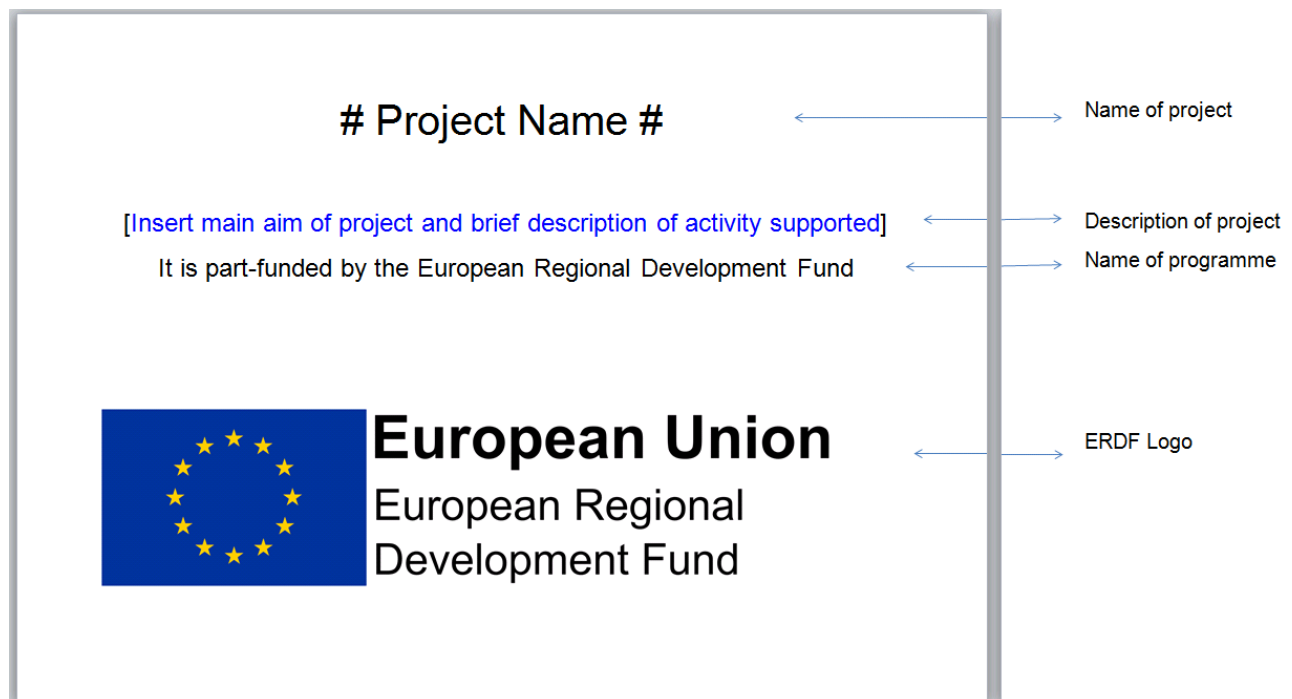 # Project Name #
Name of project
[Insert main aim of project and brief description of activity supported]
Description of project
It is part-funded by the European Regional Development Fund
Name of programme
European Union
European Regional
Development Fund
ERDF Logo